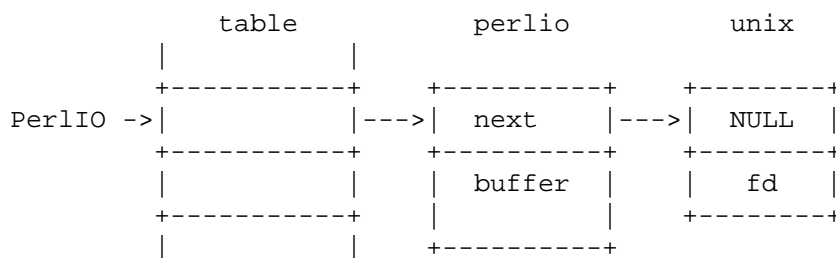 table perlio unix
PerlIO -> next ---> NULL
buffer fd